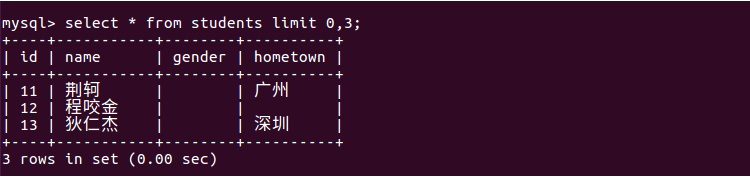 mysql> select * from students limit 0,3;
+----+-----------+--------+----------+
| id | name      | gender | hometown |
+----+-----------+--------+----------+
| 11 | 荆轲      |        | 广州     |
| 12 | 程咬金    |        |          |
| 13 | 狄仁杰    |        | 深圳     |
+----+-----------+--------+----------+
3 rows in set (0.00 sec)